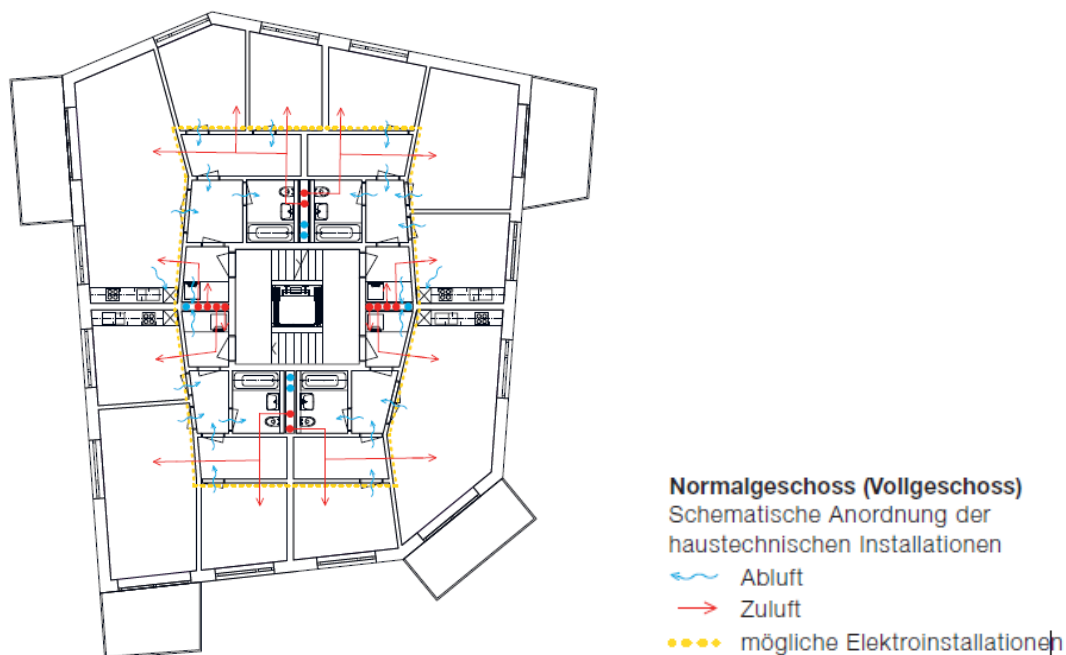 Normalgeschoss (Vollgeschoss)
Schematische Anordnung der
haustechnischen Installationen
Abluft
Zuluft
mögliche Elektroinstallationen